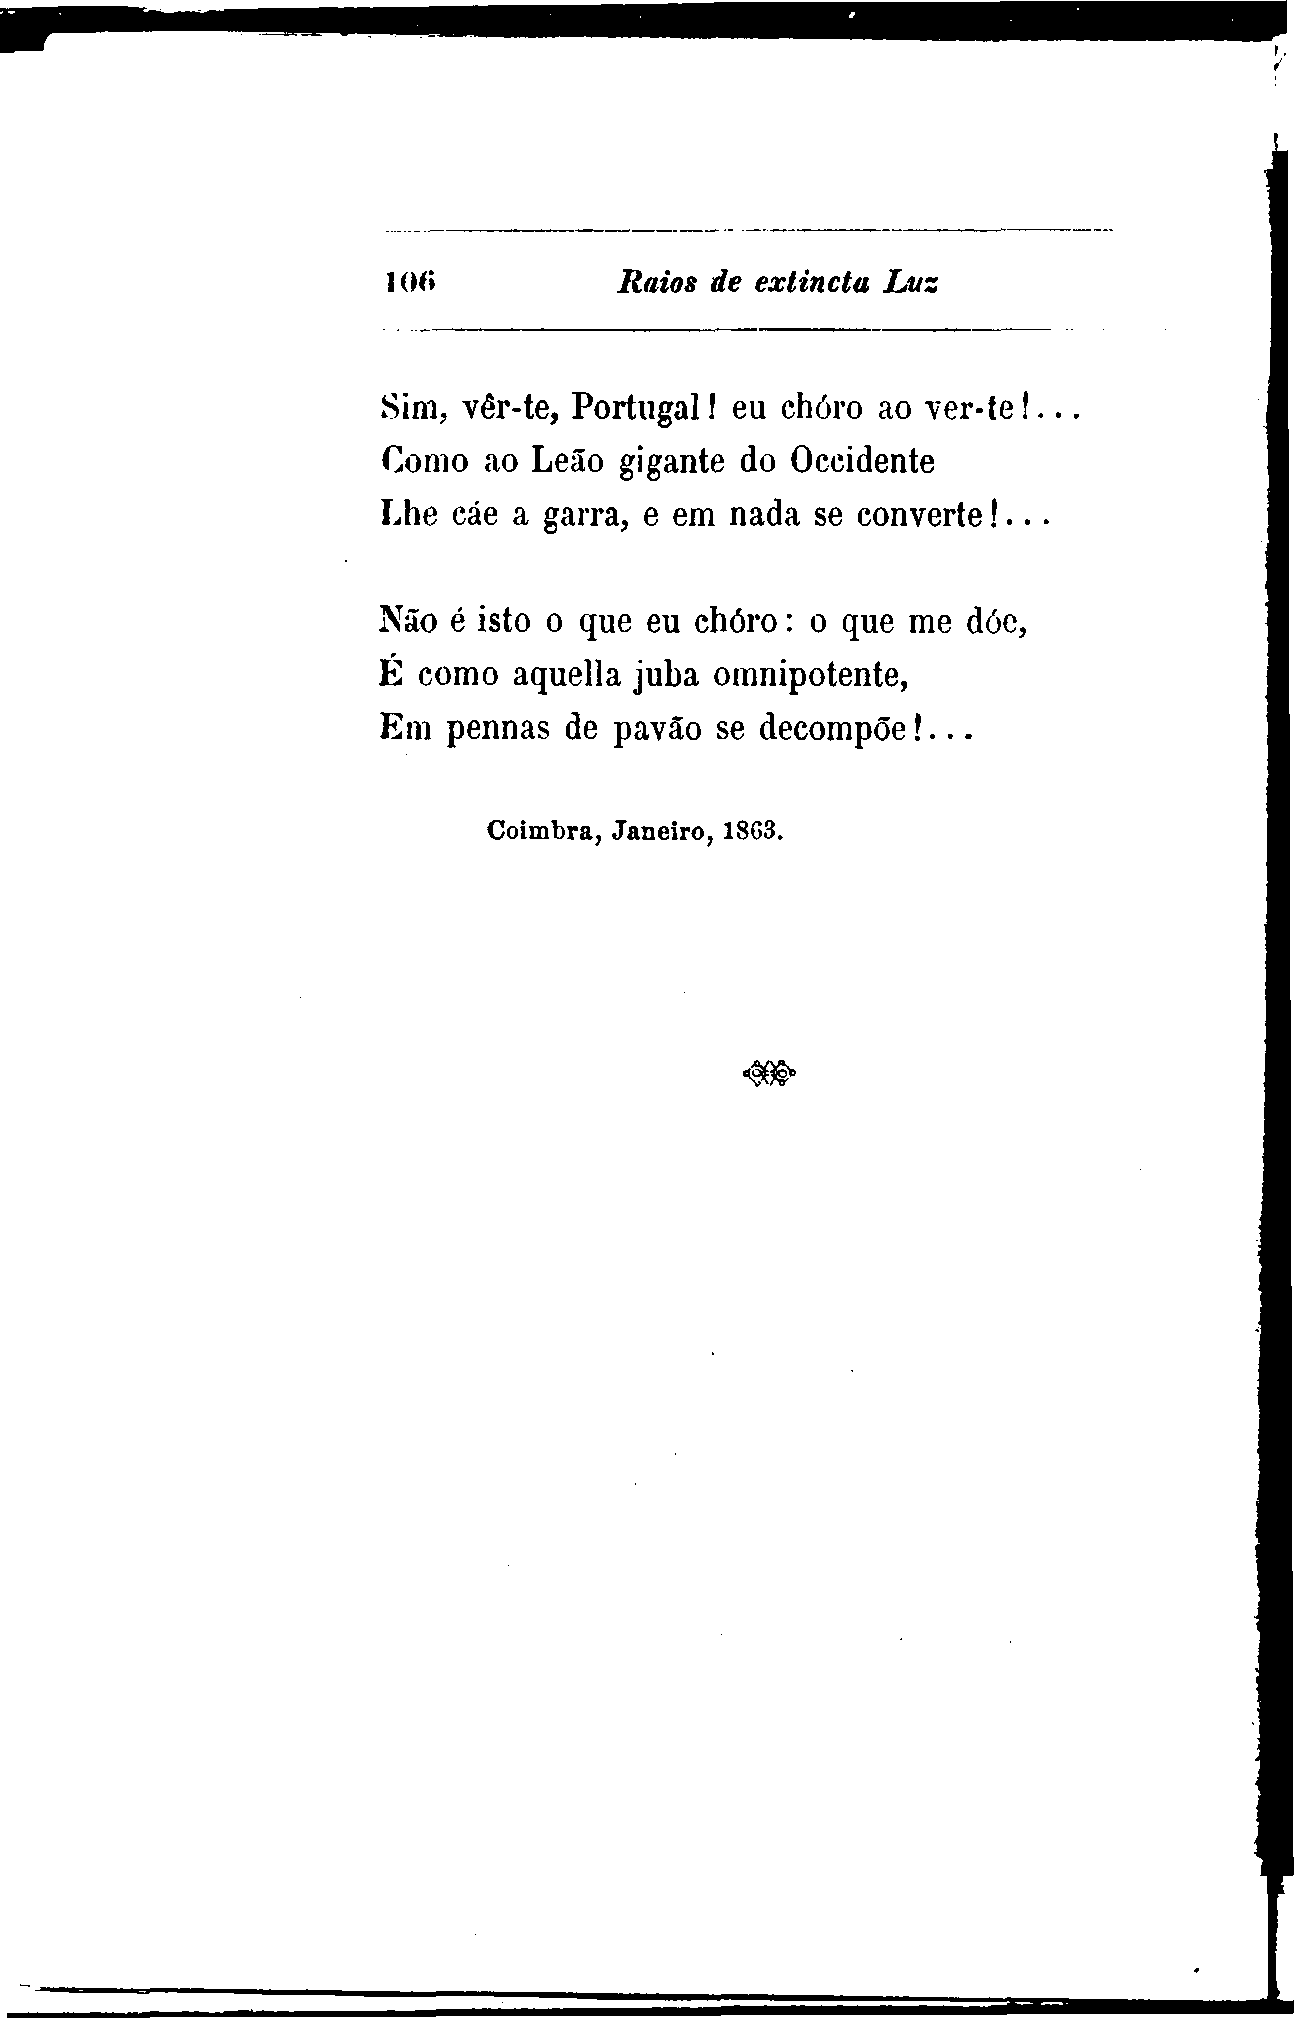 106 Raios de extincta Luz
Sim, vêr-te, Portugal! eu chóro ao ver-te!...
Como ao Leão gigante do Occidente
Lhe cáe a garra, e em nada se converte!...
Não é isto o que eu chóro: o que me dóe,
É como aquella juba omnipotente,
Em pennas de pavão se decompõe!...
Coimbra, Janeiro, 1863.